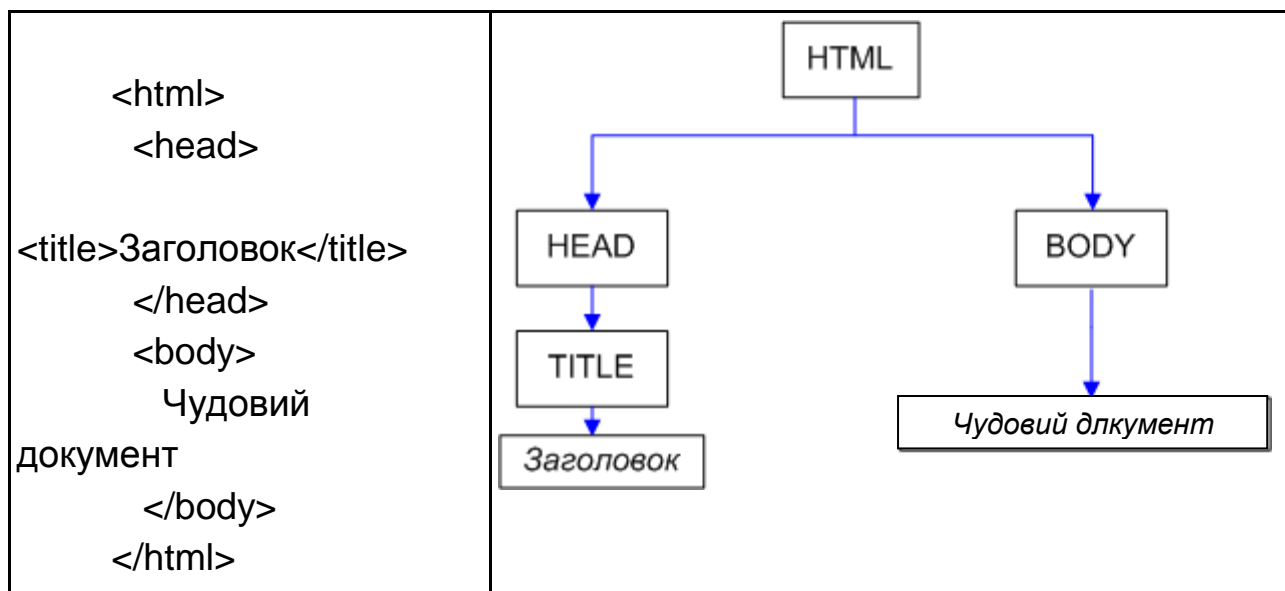 <html>
<head>
<title>Заголовок</title>
</head>
<body>
Чудовий
документ
</body>
</html>
HTML
HEAD
BODY
TITLE
Заголовок
Чудовий длкумент